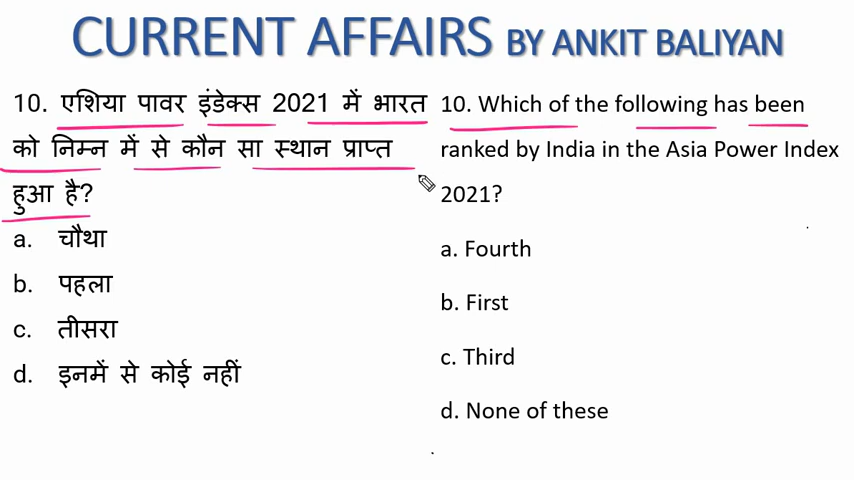 CURRENT AFFAIRS BY ANKIT BALIYAN
10. एशिया पावर इंडेक्स 2021 में भारत
को निम्न में से कौन सा स्थान प्राप्त
हुआ है?
a. चौथा
b. पहला
c. तीसरा
d. इनमें से कोई नहीं
10. Which of the following has been
ranked by India in the Asia Power Index
2021?
a. Fourth
b. First
c. Third
d. None of these